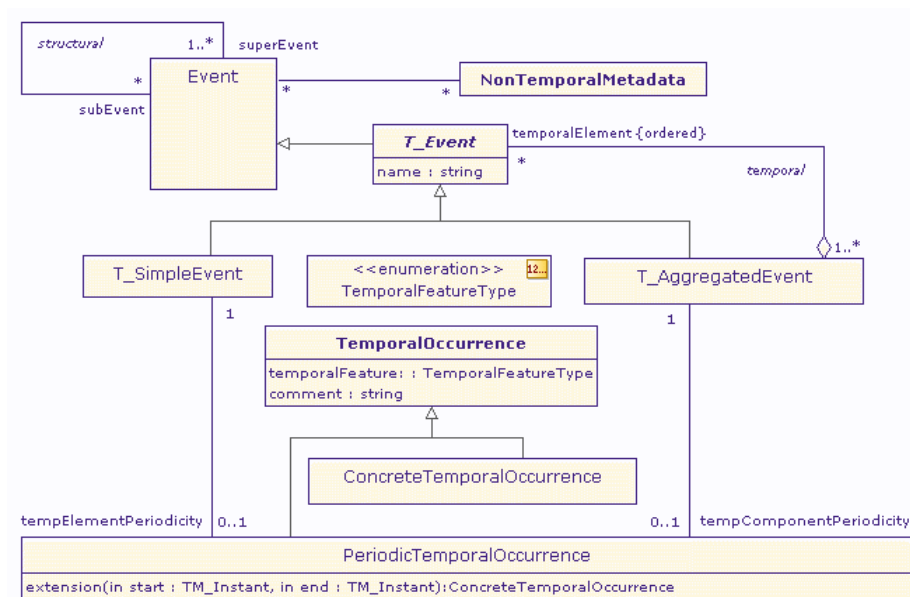 structural
1..*
superEvent
*
subEvent
Event
*
*
NonTemporalMetadata
T_Event
name : string
temporalElement {ordered}
*
temporal
1..*
T_SimpleEvent
1
<<enumeration>>
12...
TemporalFeatureType
T_AggregatedEvent
1
TemporalOccurrence
temporalFeature: : TemporalFeatureType
comment : string
ConcreteTemporalOccurrence
tempElementPeriodicity
0..1
0..1
tempComponentPeriodicity
PeriodicTemporalOccurrence
extension(in start : TM_Instant, in end : TM_Instant):ConcreteTemporalOccurrence